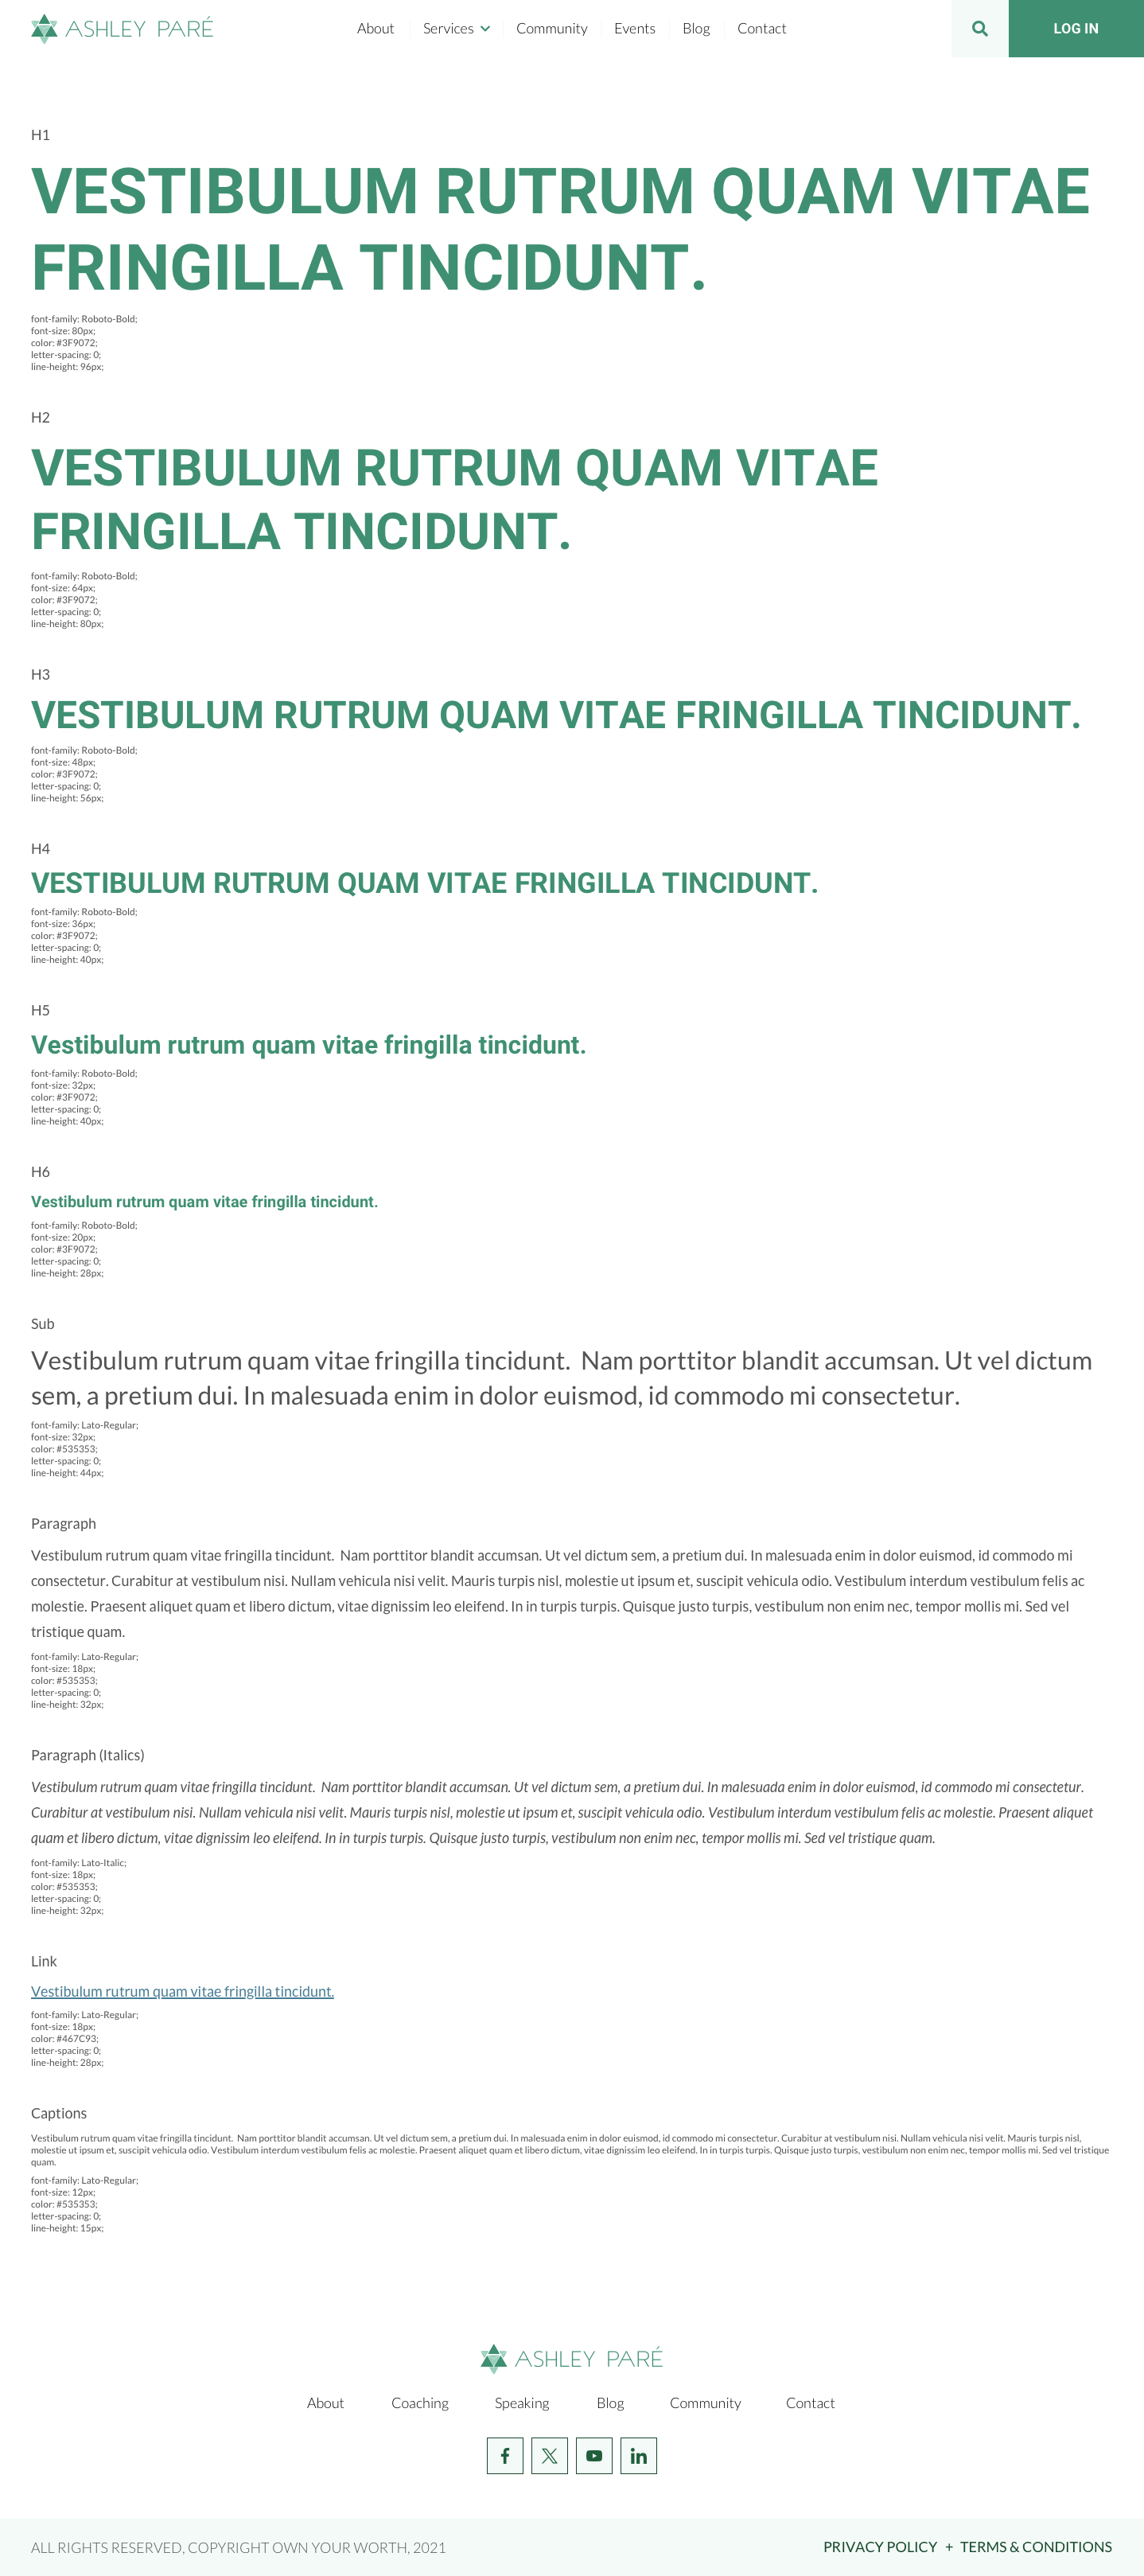 ASHLEY PARÉ
About
Services
Community
Events
Blog
Contact
LOG IN
H1
VESTIBULUM RUTRUM QUAM VITAE
FRINGILLA TINCIDUNT.
font-family: Roboto-Bold;
font-size: 80px;
color: #3F9072;
letter-spacing: 0;
line-height: 96px;
H2
VESTIBULUM RUTRUM QUAM VITAE
FRINGILLA TINCIDUNT.
font-family: Roboto-Bold;
font-size: 64px;
color: #3F9072;
letter-spacing: 0;
line-height: 80px;
H3
VESTIBULUM RUTRUM QUAM VITAE FRINGILLA TINCIDUNT.
font-family: Roboto-Bold;
font-size: 48px;
color: #3F9072;
letter-spacing: 0;
line-height: 56px;
H4
VESTIBULUM RUTRUM QUAM VITAE FRINGILLA TINCIDUNT.
font-family: Roboto-Bold;
font-size: 36px;
color: #3F9072;
letter-spacing: 0;
line-height: 40px;
H5
Vestibulum rutrum quam vitae fringilla tincidunt.
font-family: Roboto-Bold;
font-size: 32px;
color: #3F9072;
letter-spacing: 0;
line-height: 40px;
H6
Vestibulum rutrum quam vitae fringilla tincidunt.
font-family: Roboto-Bold;
font-size: 20px;
color: #3F9072;
letter-spacing: 0;
line-height: 28px;
Sub
Vestibulum rutrum quam vitae fringilla tincidunt.  Nam porttitor blandit accumsan. Ut vel dictum
sem, a pretium dui. In malesuada enim in dolor euismod, id commodo mi consectetur.
font-family: Lato-Regular;
font-size: 32px;
color: #535353;
letter-spacing: 0;
line-height: 44px;
Paragraph
Vestibulum rutrum quam vitae fringilla tincidunt.  Nam porttitor blandit accumsan. Ut vel dictum sem, a pretium dui. In malesuada enim in dolor euismod, id commodo mi
consectetur. Curabitur at vestibulum nisi. Nullam vehicula nisi velit. Mauris turpis nisl, molestie ut ipsum et, suscipit vehicula odio. Vestibulum interdum vestibulum felis ac
molestie. Praesent aliquet quam et libero dictum, vitae dignissim leo eleifend. In in turpis turpis. Quisque justo turpis, vestibulum non enim nec, tempor mollis mi. Sed vel
tristique quam.
font-family: Lato-Regular;
font-size: 18px;
color: #535353;
letter-spacing: 0;
line-height: 32px;
Paragraph (Italics)
Vestibulum rutrum quam vitae fringilla tincidunt.  Nam porttitor blandit accumsan. Ut vel dictum sem, a pretium dui. In malesuada enim in dolor euismod, id commodo mi consectetur.
Curabitur at vestibulum nisi. Nullam vehicula nisi velit. Mauris turpis nisl, molestie ut ipsum et, suscipit vehicula odio. Vestibulum interdum vestibulum felis ac molestie. Praesent aliquet
quam et libero dictum, vitae dignissim leo eleifend. In in turpis turpis. Quisque justo turpis, vestibulum non enim nec, tempor mollis mi. Sed vel tristique quam.
font-family: Lato-Italic;
font-size: 18px;
color: #535353;
letter-spacing: 0;
line-height: 32px;
Link
Vestibulum rutrum quam vitae fringilla tincidunt.
font-family: Lato-Regular;
font-size: 18px;
color: #467C93;
letter-spacing: 0;
line-height: 28px;
Captions
Vestibulum rutrum quam vitae fringilla tincidunt.  Nam porttitor blandit accumsan. Ut vel dictum sem, a pretium dui. In malesuada enim in dolor euismod, id commodo mi consectetur. Curabitur at vestibulum nisi. Nullam vehicula nisi velit. Mauris turpis nisl,
molestie ut ipsum et, suscipit vehicula odio. Vestibulum interdum vestibulum felis ac molestie. Praesent aliquet quam et libero dictum, vitae dignissim leo eleifend. In in turpis turpis. Quisque justo turpis, vestibulum non enim nec, tempor mollis mi. Sed vel tristique
quam.
font-family: Lato-Regular;
font-size: 12px;
color: #535353;
letter-spacing: 0;
line-height: 15px;
ASHLEY PARÉ
About
Coaching
Speaking
Blog
Community
Contact
ALL RIGHTS RESERVED, COPYRIGHT OWN YOUR WORTH, 2021
PRIVACY POLICY + TERMS & CONDITIONS